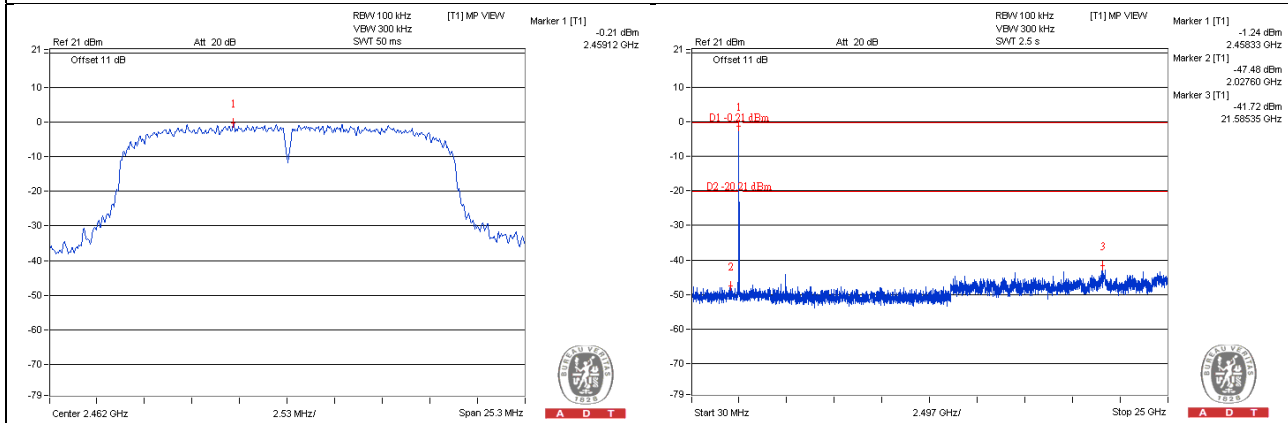 RBW 100 kHz [T1] MP VIEW
VBW 300 kHz
Ref 21 dBm Att 20 dB SWT 50 ms
Marker 1 [T1]
-0.21 dBm
2.45912 GHz
21
Offset 11 dB
10
0
-10
-20
-30
-40
-50
-60
-70
-79
1
Center 2.462 GHz 2.53 MHz/ Span 25.3 MHz
BUREAU VERITAS
1828
A D T
RBW 100 kHz [T1] MP VIEW
VBW 300 kHz
Ref 21 dBm Att 20 dB SWT 2.5 s
Marker 1 [T1]
-1.24 dBm
2.45833 GHz
Marker 2 [T1]
-47.48 dBm
2.02760 GHz
Marker 3 [T1]
-41.72 dBm
21.58535 GHz
21
Offset 11 dB
10
0
-10
-20
-30
-40
-50
-60
-70
-79
1
D1 -0.21 dBm
D2 -20.21 dBm
2
3
Start 30 MHz 2.497 GHz/ Stop 25 GHz
BUREAU VERITAS
1828
A D T